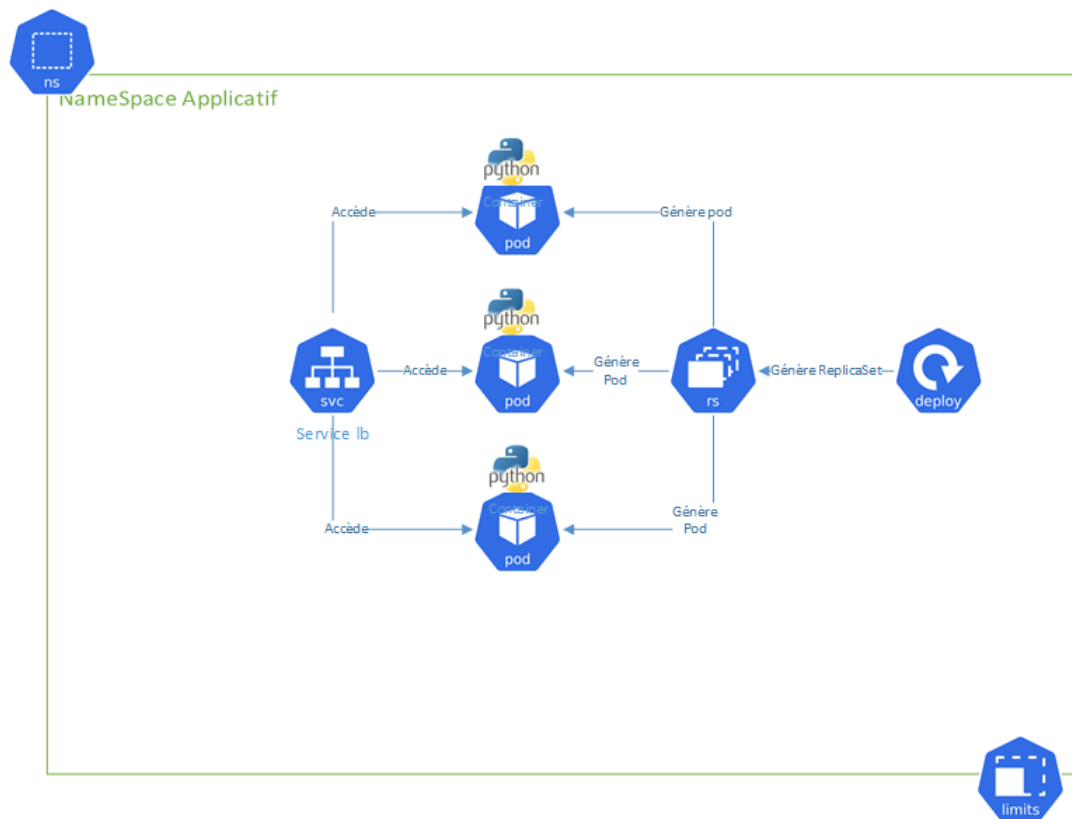 ns
NameSpace Applicatif
python
Container
pod
Accède
Génère pod
python
Container
pod
svc
Service lb
Accède
Génère
Pod
rs
Génère ReplicaSet
deploy
python
Container
pod
Accède
Génère
Pod
limits